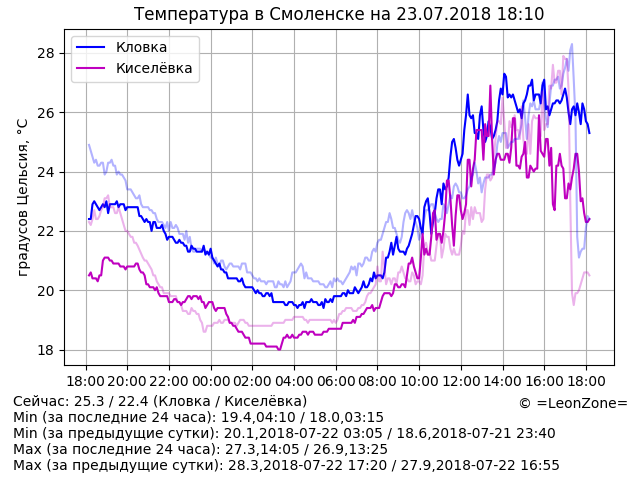 Температура в Смоленске на 23.07.2018 18:10
Кловка
Киселёвка
градусов Цельсия, °C
28
26
24
22
20
18
18:00 20:00 22:00 00:00 02:00 04:00 06:00 08:00 10:00 12:00 14:00 16:00 18:00
Сейчас: 25.3 / 22.4 (Кловка / Киселёвка)
© =LeonZone=
Min (за последние 24 часа): 19.4,04:10 / 18.0,03:15
Min (за предыдущие сутки): 20.1,2018-07-22 03:05 / 18.6,2018-07-21 23:40
Max (за последние 24 часа): 27.3,14:05 / 26.9,13:25
Max (за предыдущие сутки): 28.3,2018-07-22 17:20 / 27.9,2018-07-22 16:55